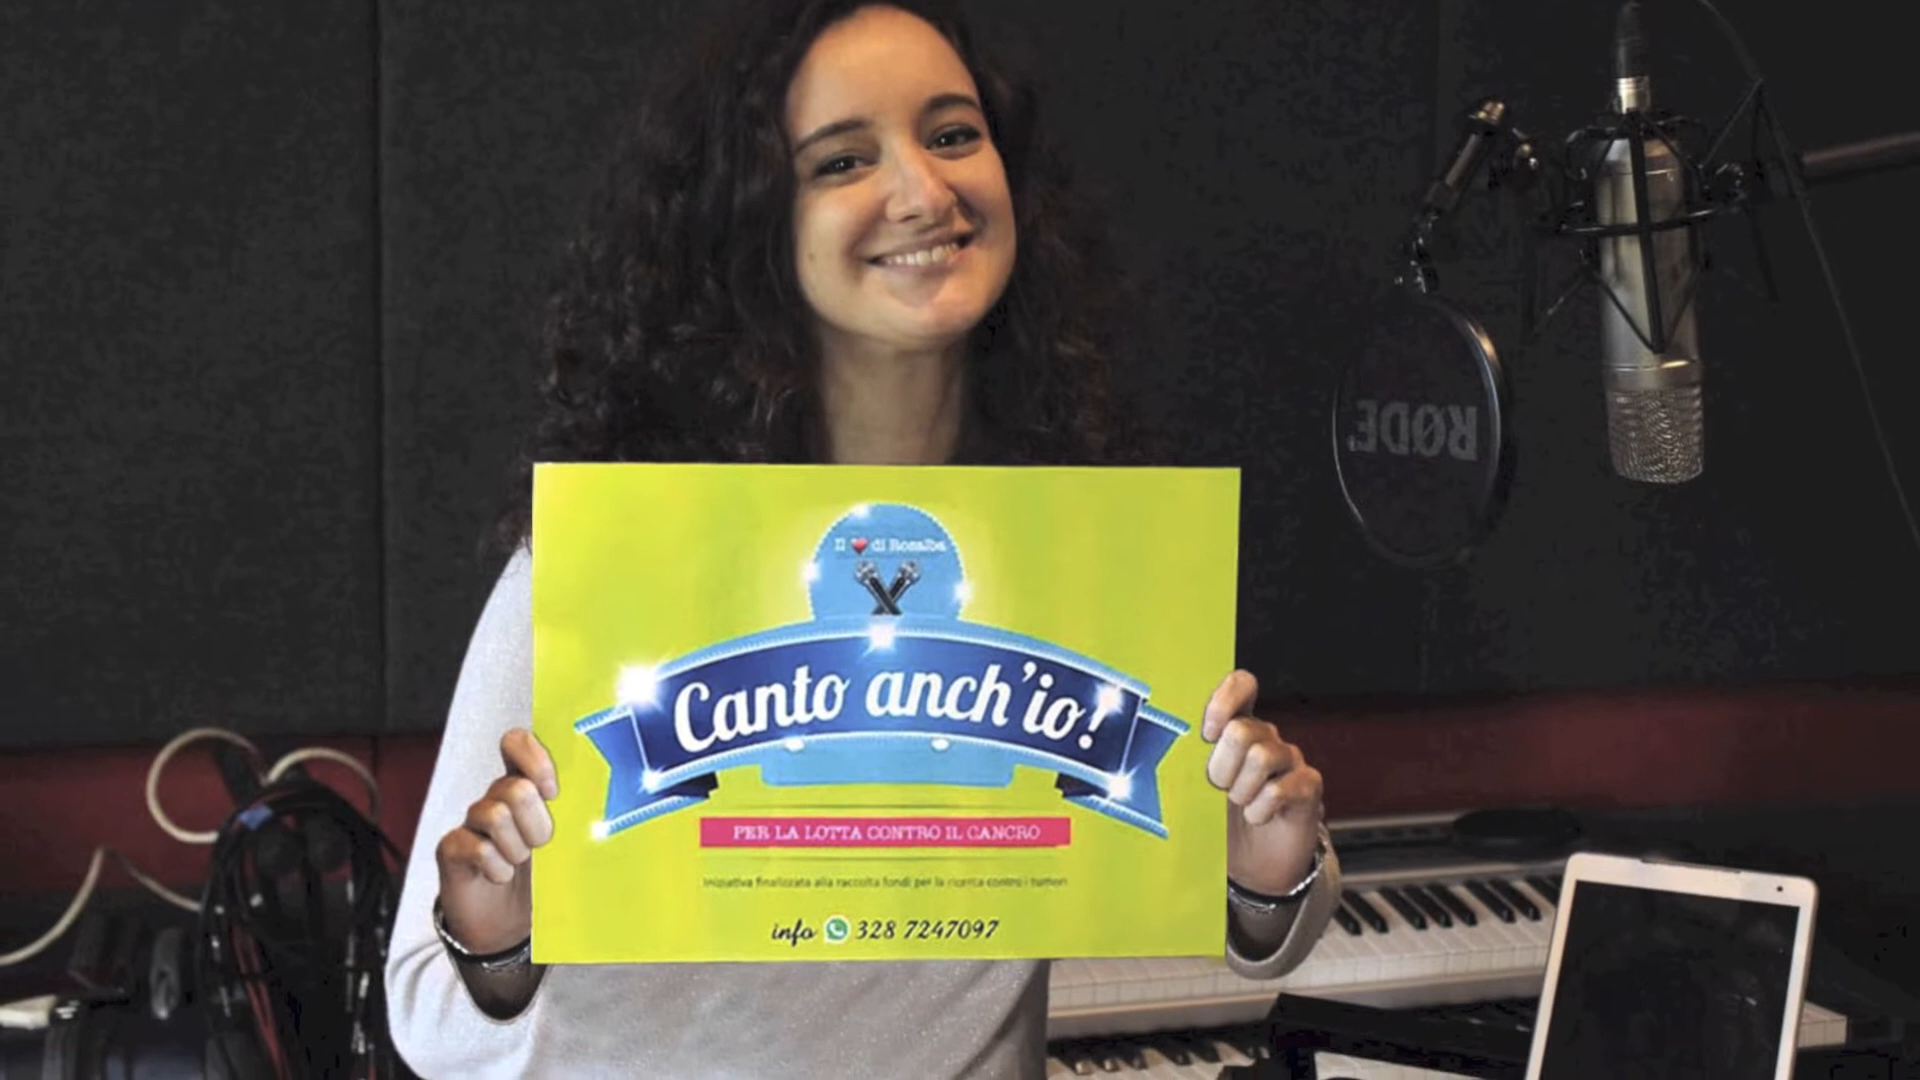 RØDE
Il ❤ di Rosalba
Canto anch'io!
PER LA LOTTA CONTRO IL CANCRO
Iniziativa finalizzata alla raccolta fondi per la ricerca contro i tumori
info 328 7247097